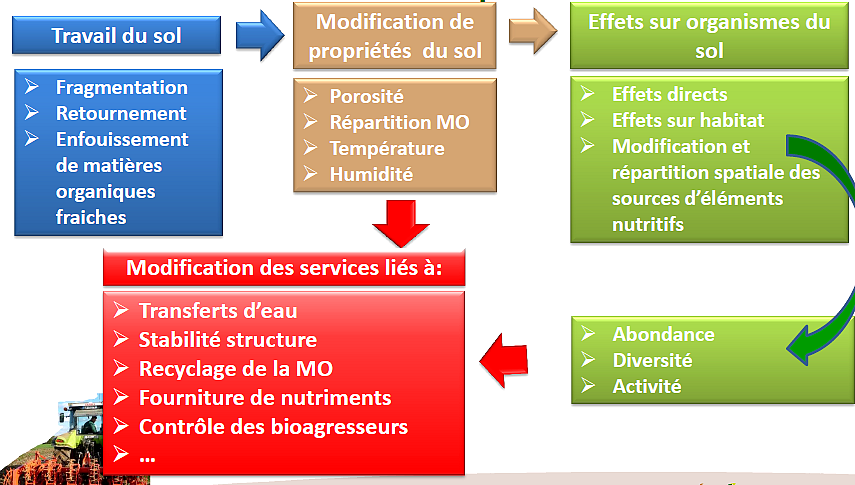 Travail du sol
Fragmentation
Retournement
Enfouissement
de matières
organiques
fraiches
Modification de
propriétés du sol
Porosité
Répartition MO
Température
Humidité
Effets sur organismes du
sol
Effets directs
Effets sur habitat
Modification et
répartition spatiale des
sources d'éléments
nutritifs
Abondance
Diversité
Activité
Modification des services liés à:
Transferts d'eau
Stabilité structure
Recyclage de la MO
Fourniture de nutriments
Contrôle des bioagresseurs
...